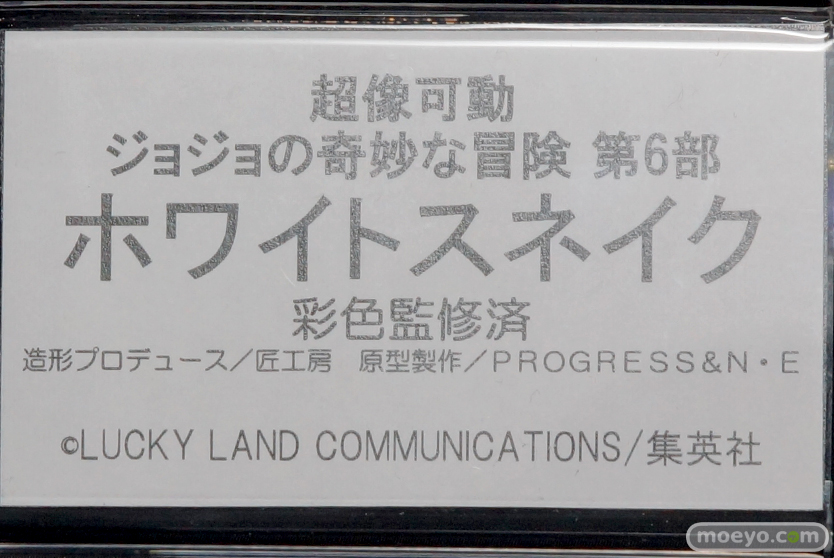 超像可動
ジョジョの奇妙な冒険 第6部
ホワイトスネイク
彩色監修済
造形プロデュース／匠工房　原型製作／PROGRESS&N・E
©LUCKY LAND COMMUNICATIONS/集英社
moeyo.com